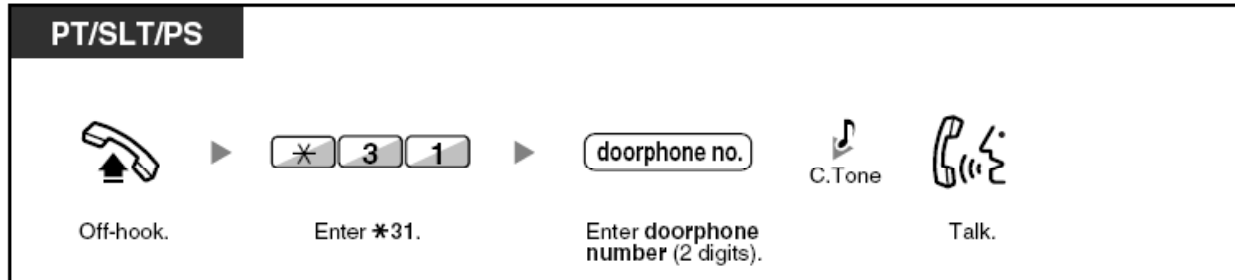 PT/SLT/PS
✳ 3 1
doorphone no.
C.Tone
Off-hook.
Enter ✳31.
Enter doorphone
number (2 digits).
Talk.